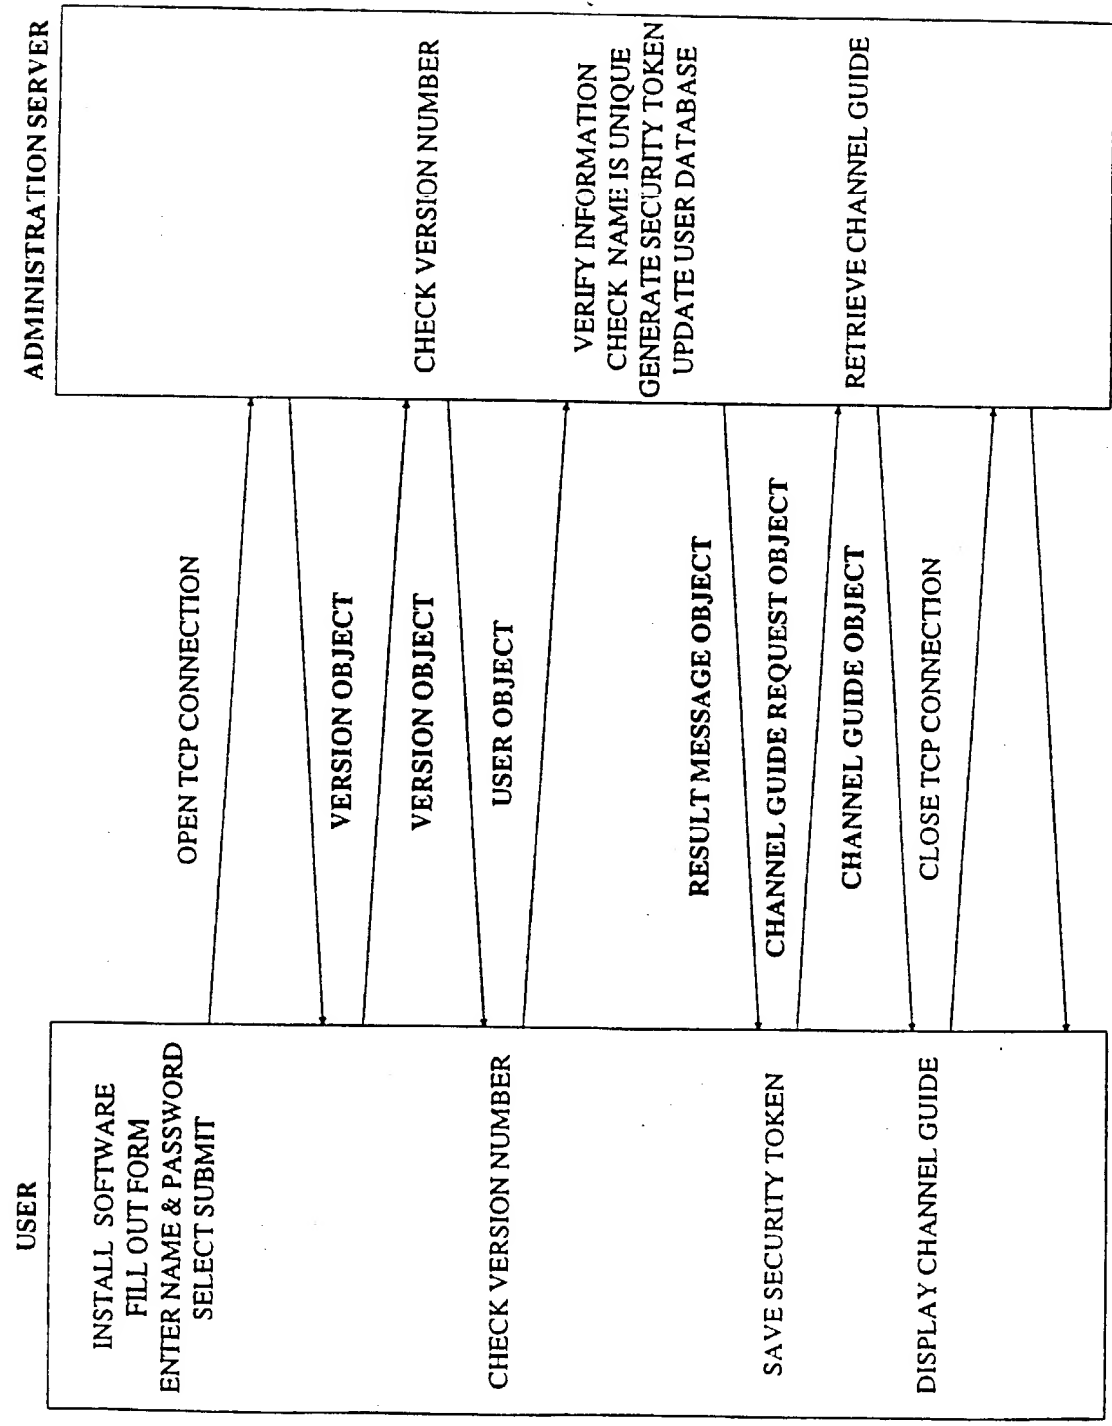 USER
INSTALL SOFTWARE
FILL OUT FORM
ENTER NAME & PASSWORD
SELECT SUBMIT
CHECK VERSION NUMBER
SAVE SECURITY TOKEN
DISPLAY CHANNEL GUIDE
OPEN TCP CONNECTION
VERSION OBJECT
VERSION OBJECT
USER OBJECT
RESULT MESSAGE OBJECT
CHANNEL GUIDE REQUEST OBJECT
CHANNEL GUIDE OBJECT
CLOSE TCP CONNECTION
ADMINISTRATION SERVER
CHECK VERSION NUMBER
VERIFY INFORMATION
CHECK NAME IS UNIQUE
GENERATE SECURITY TOKEN
UPDATE USER DATABASE
RETRIEVE CHANNEL GUIDE